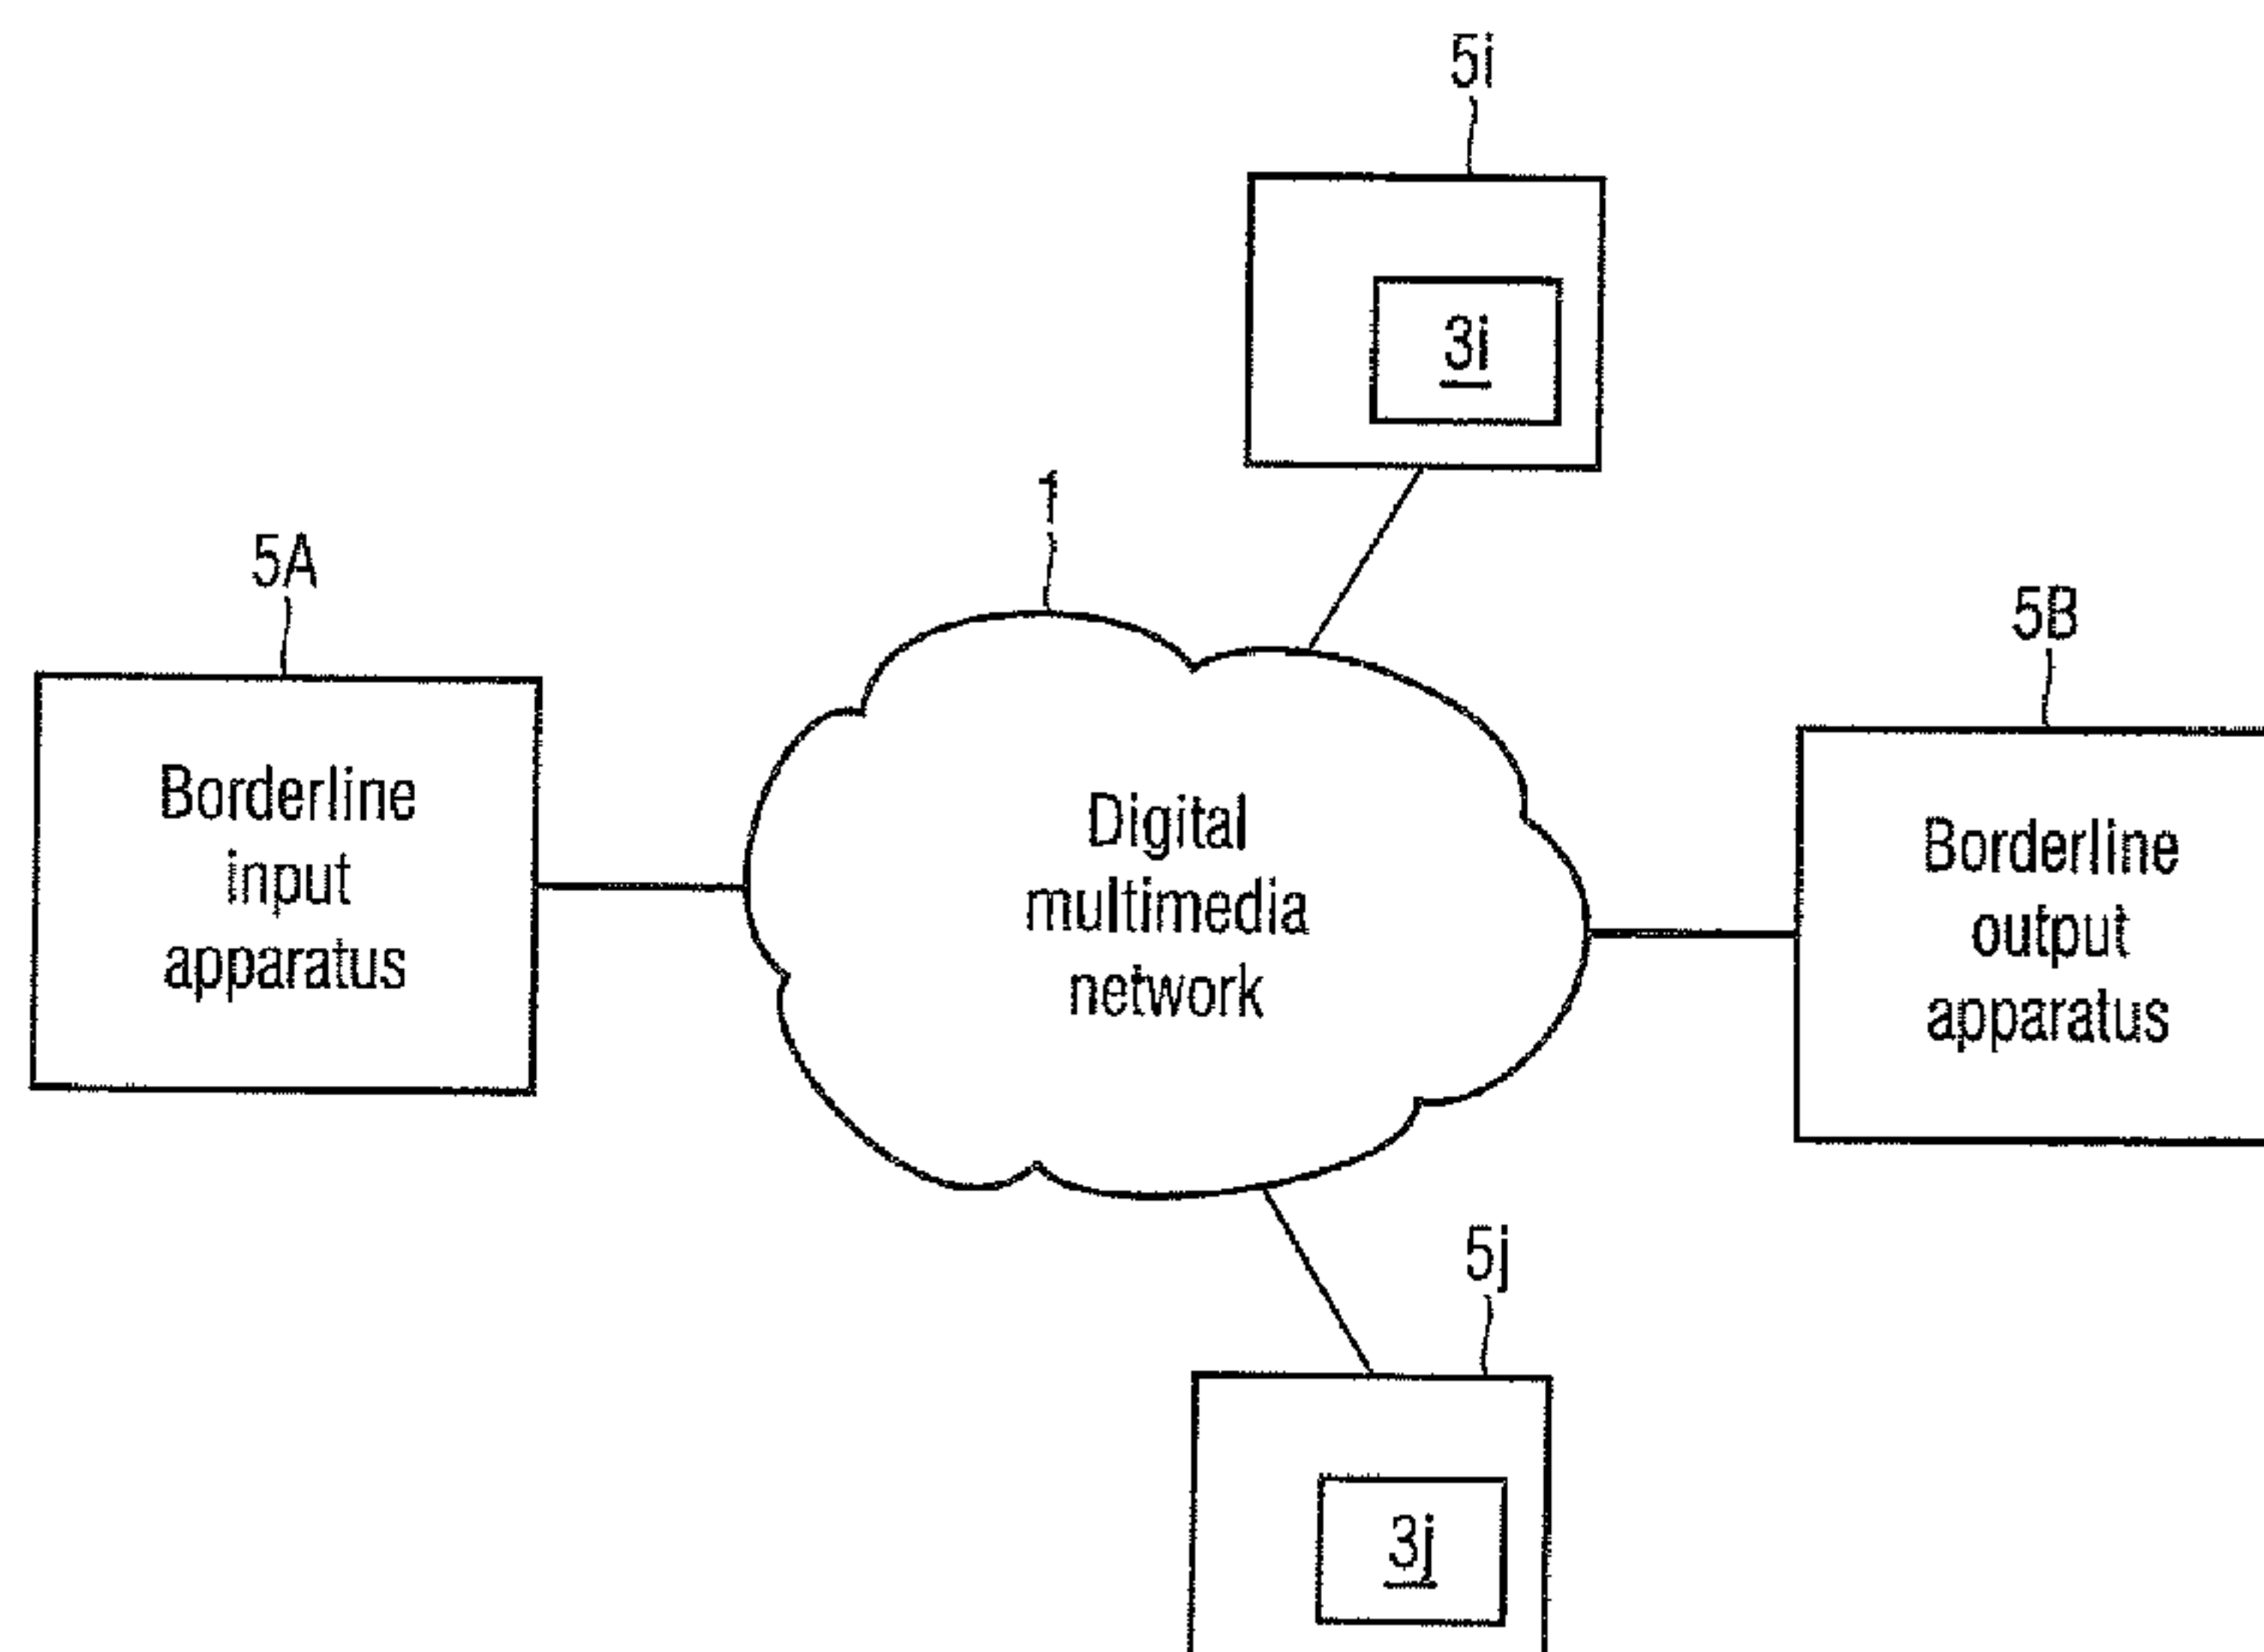 5i
3i
1
5A
5B
Borderline
input
apparatus
Digital
multimedia
network
Borderline
output
apparatus
5j
3j